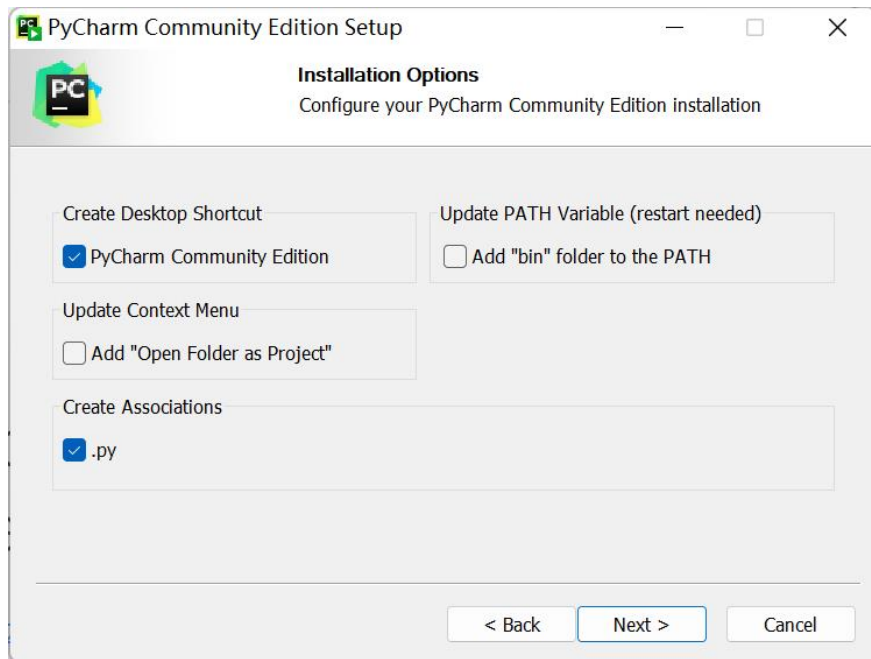 PC PyCharm Community Edition Setup
PC
Installation Options
Configure your PyCharm Community Edition installation
Create Desktop Shortcut
PyCharm Community Edition
Update PATH Variable (restart needed)
Add "bin" folder to the PATH
Update Context Menu
Add "Open Folder as Project"
Create Associations
.py
< Back
Next >
Cancel